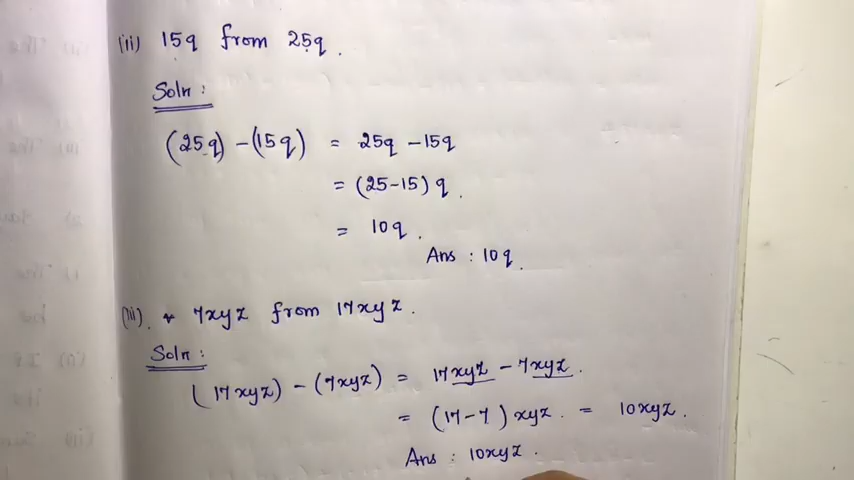 (ii) 15q from 25q.
Soln :
(25q) - (15q) = 25q - 15q
= (25-15) q.
= 10q.
Ans : 10q.
(iii). 7xyz from 17xyz.
Soln :
(17xyz) - (7xyz) = 17xyz - 7xyz.
= (17-7) xyz. = 10xyz.
Ans : 10xyz.